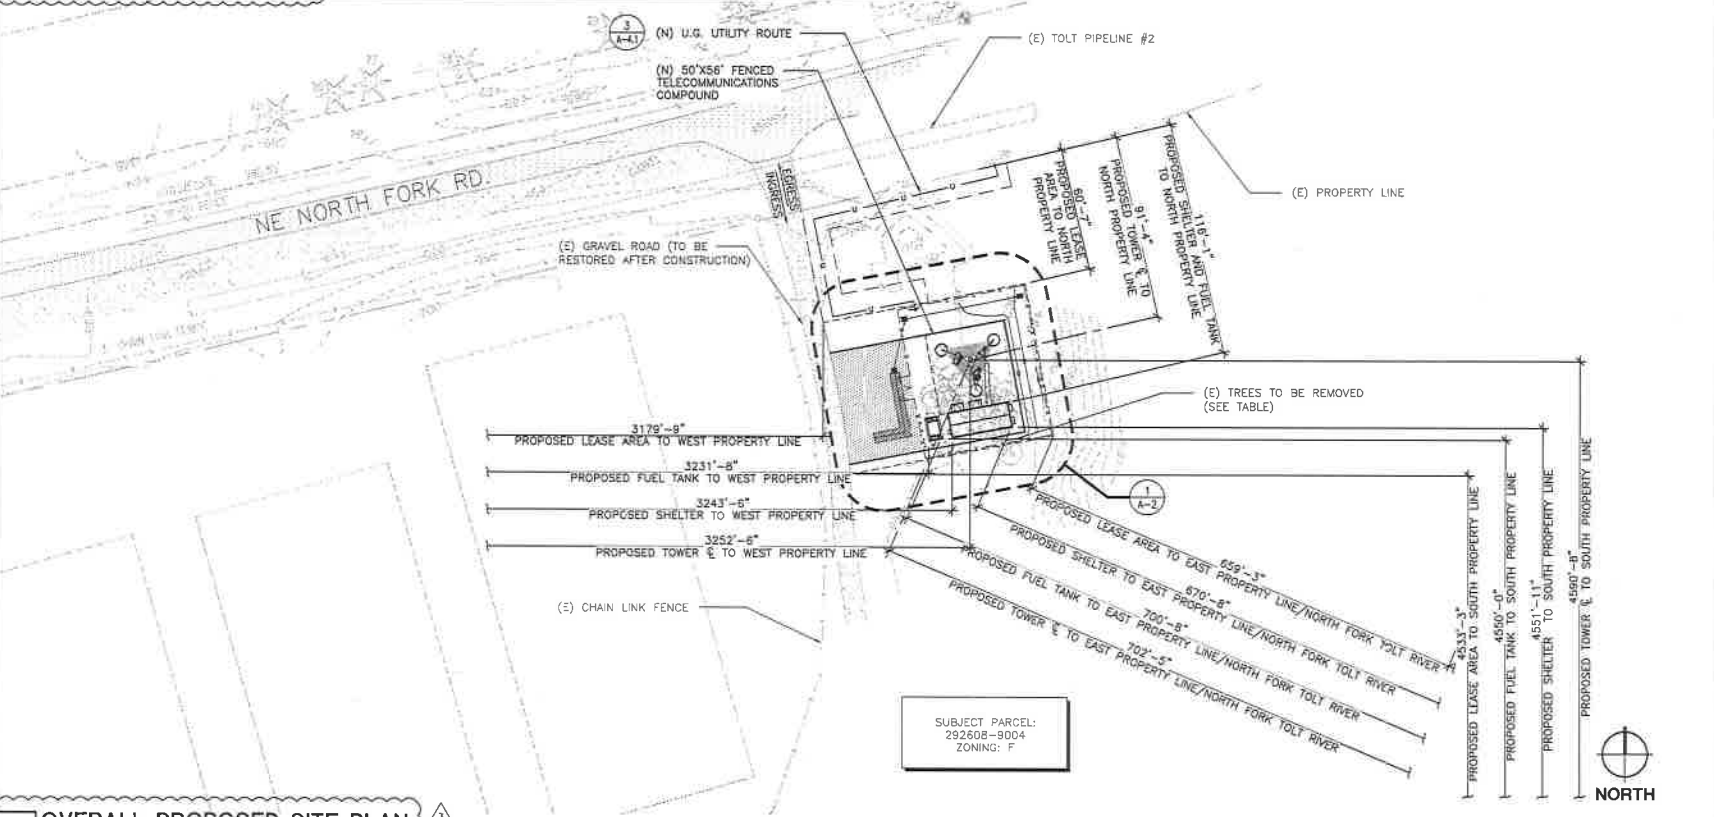 3
A-4.1
(N) U.G. UTILITY ROUTE
(N) 50'X56' FENCED
TELECOMMUNICATIONS
COMPOUND
(E) TOLT PIPELINE #2
(E) PROPERTY LINE
NE NORTH FORK RD
EGRESS
INGRESS
(E) GRAVEL ROAD (TO BE
RESTORED AFTER CONSTRUCTION)
60'-7"
PROPOSED LEASE
AREA TO NORTH
PROPERTY LINE
91'-4"
PROPOSED TOWER ℄ TO
NORTH PROPERTY LINE
116'-1"
PROPOSED SHELTER AND FUEL TANK
TO NORTH PROPERTY LINE
(E) TREES TO BE REMOVED
(SEE TABLE)
3179'-9"
PROPOSED LEASE AREA TO WEST PROPERTY LINE
3231'-8"
PROPOSED FUEL TANK TO WEST PROPERTY LINE
3243'-6"
PROPOSED SHELTER TO WEST PROPERTY LINE
3252'-6"
PROPOSED TOWER ℄ TO WEST PROPERTY LINE
1
A-2
659'-3"
PROPOSED LEASE AREA TO EAST PROPERTY LINE/NORTH FORK TOLT RIVER
670'-8"
PROPOSED SHELTER TO EAST PROPERTY LINE/NORTH FORK TOLT RIVER
700'-8"
PROPOSED FUEL TANK TO EAST PROPERTY LINE/NORTH FORK TOLT RIVER
702'-5"
PROPOSED TOWER ℄ TO EAST PROPERTY LINE/NORTH FORK TOLT RIVER
4533'-3"
PROPOSED LEASE AREA TO SOUTH PROPERTY LINE
4550'-0"
PROPOSED FUEL TANK TO SOUTH PROPERTY LINE
4551'-11"
PROPOSED SHELTER TO SOUTH PROPERTY LINE
4590'-8"
PROPOSED TOWER ℄ TO SOUTH PROPERTY LINE
(E) CHAIN LINK FENCE
SUBJECT PARCEL:
292608-9004
ZONING: F
NORTH
OVERALL PROPOSED SITE PLAN